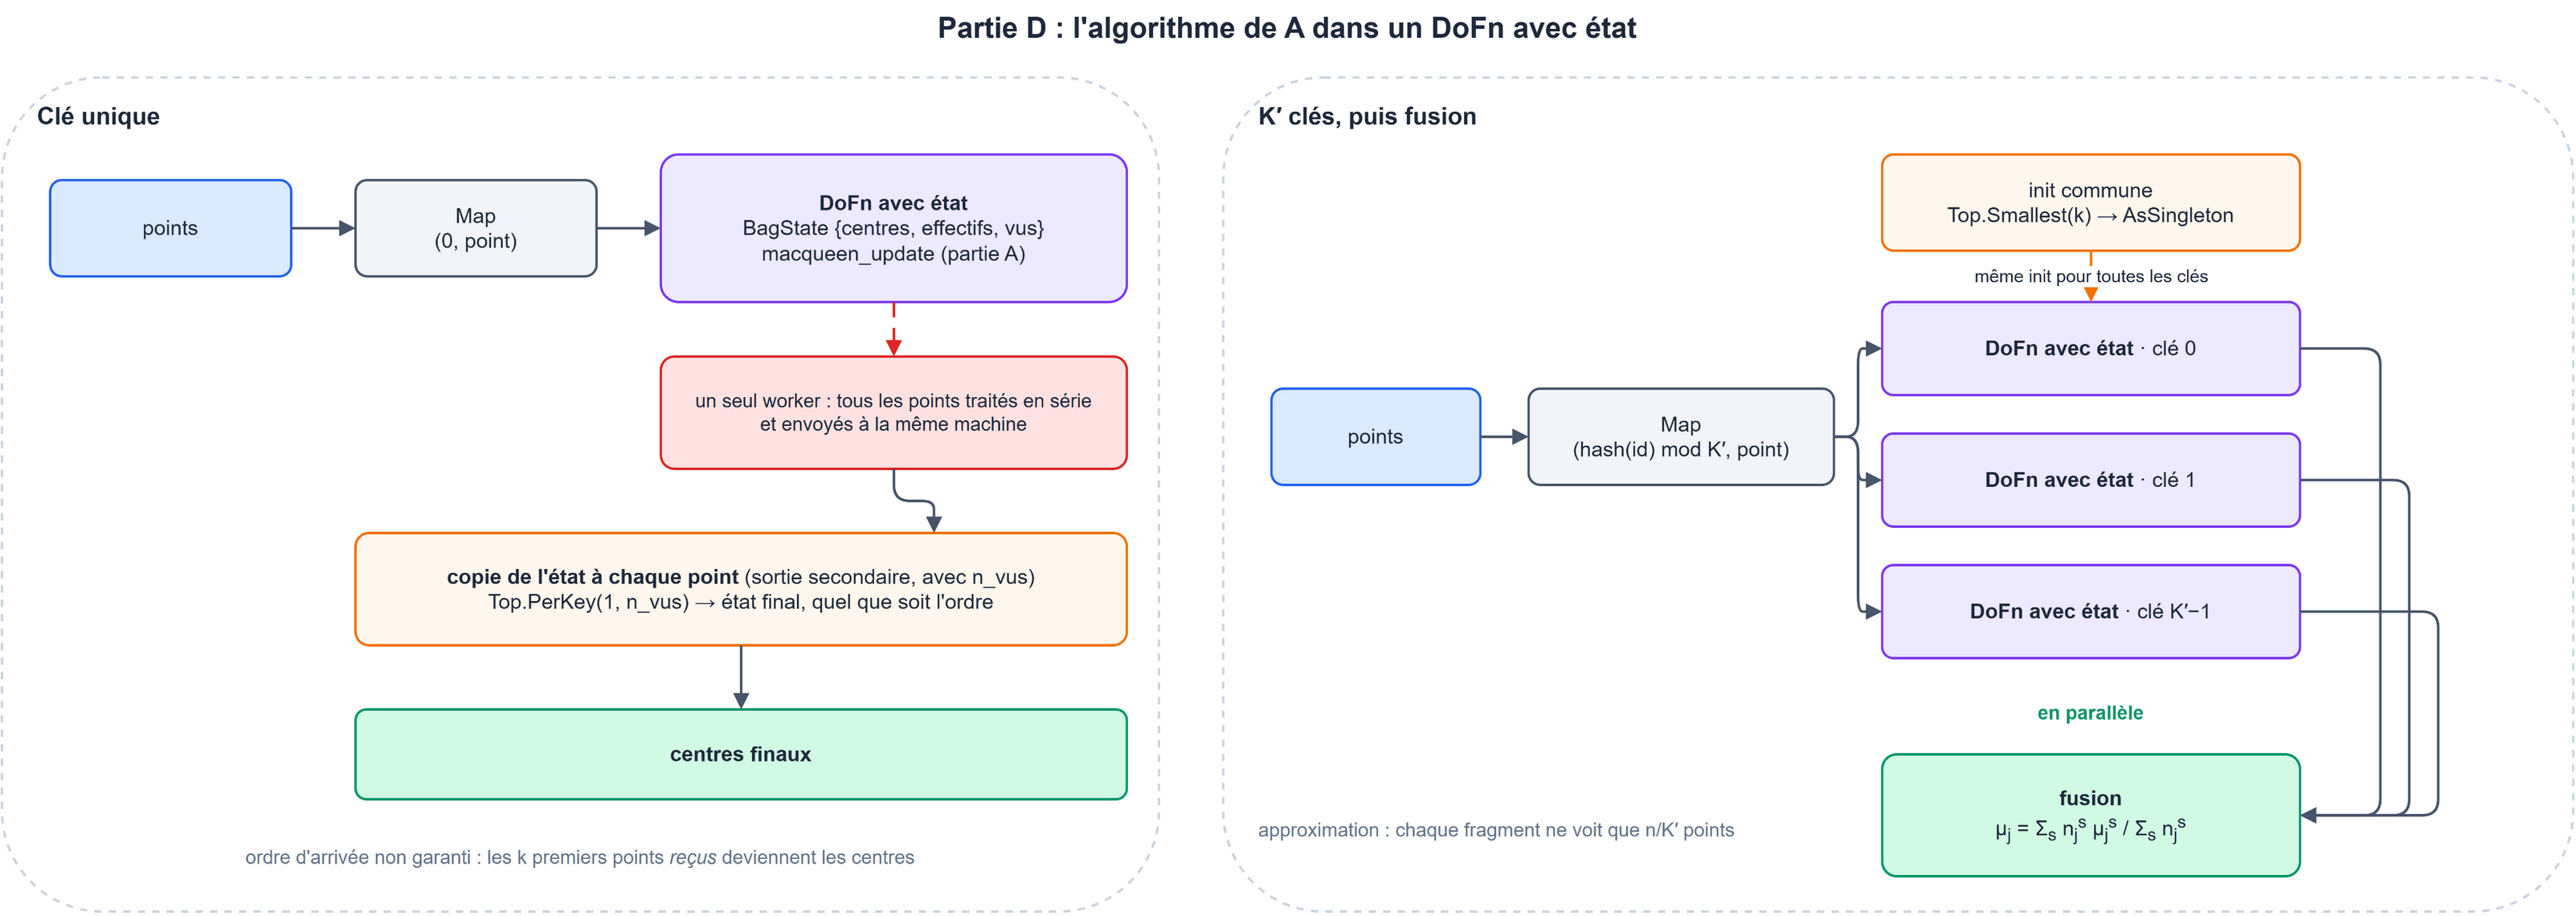 Partie D : l'algorithme de A dans un DoFn avec état
Clé unique
points
Map
(0, point)
DoFn avec état
BagState {centres, effectifs, vus}
macqueen_update (partie A)
un seul worker : tous les points traités en série
et envoyés à la même machine
copie de l'état à chaque point (sortie secondaire, avec n_vus)
Top.PerKey(1, n_vus) → état final, quel que soit l'ordre
centres finaux
ordre d'arrivée non garanti : les k premiers points reçus deviennent les centres
K′ clés, puis fusion
init commune
Top.Smallest(k) → AsSingleton
même init pour toutes les clés
points
Map
(hash(id) mod K′, point)
DoFn avec état · clé 0
DoFn avec état · clé 1
DoFn avec état · clé K′−1
en parallèle
fusion
μⱼ = Σₛ nⱼˢ μⱼˢ / Σₛ nⱼˢ
approximation : chaque fragment ne voit que n/K′ points